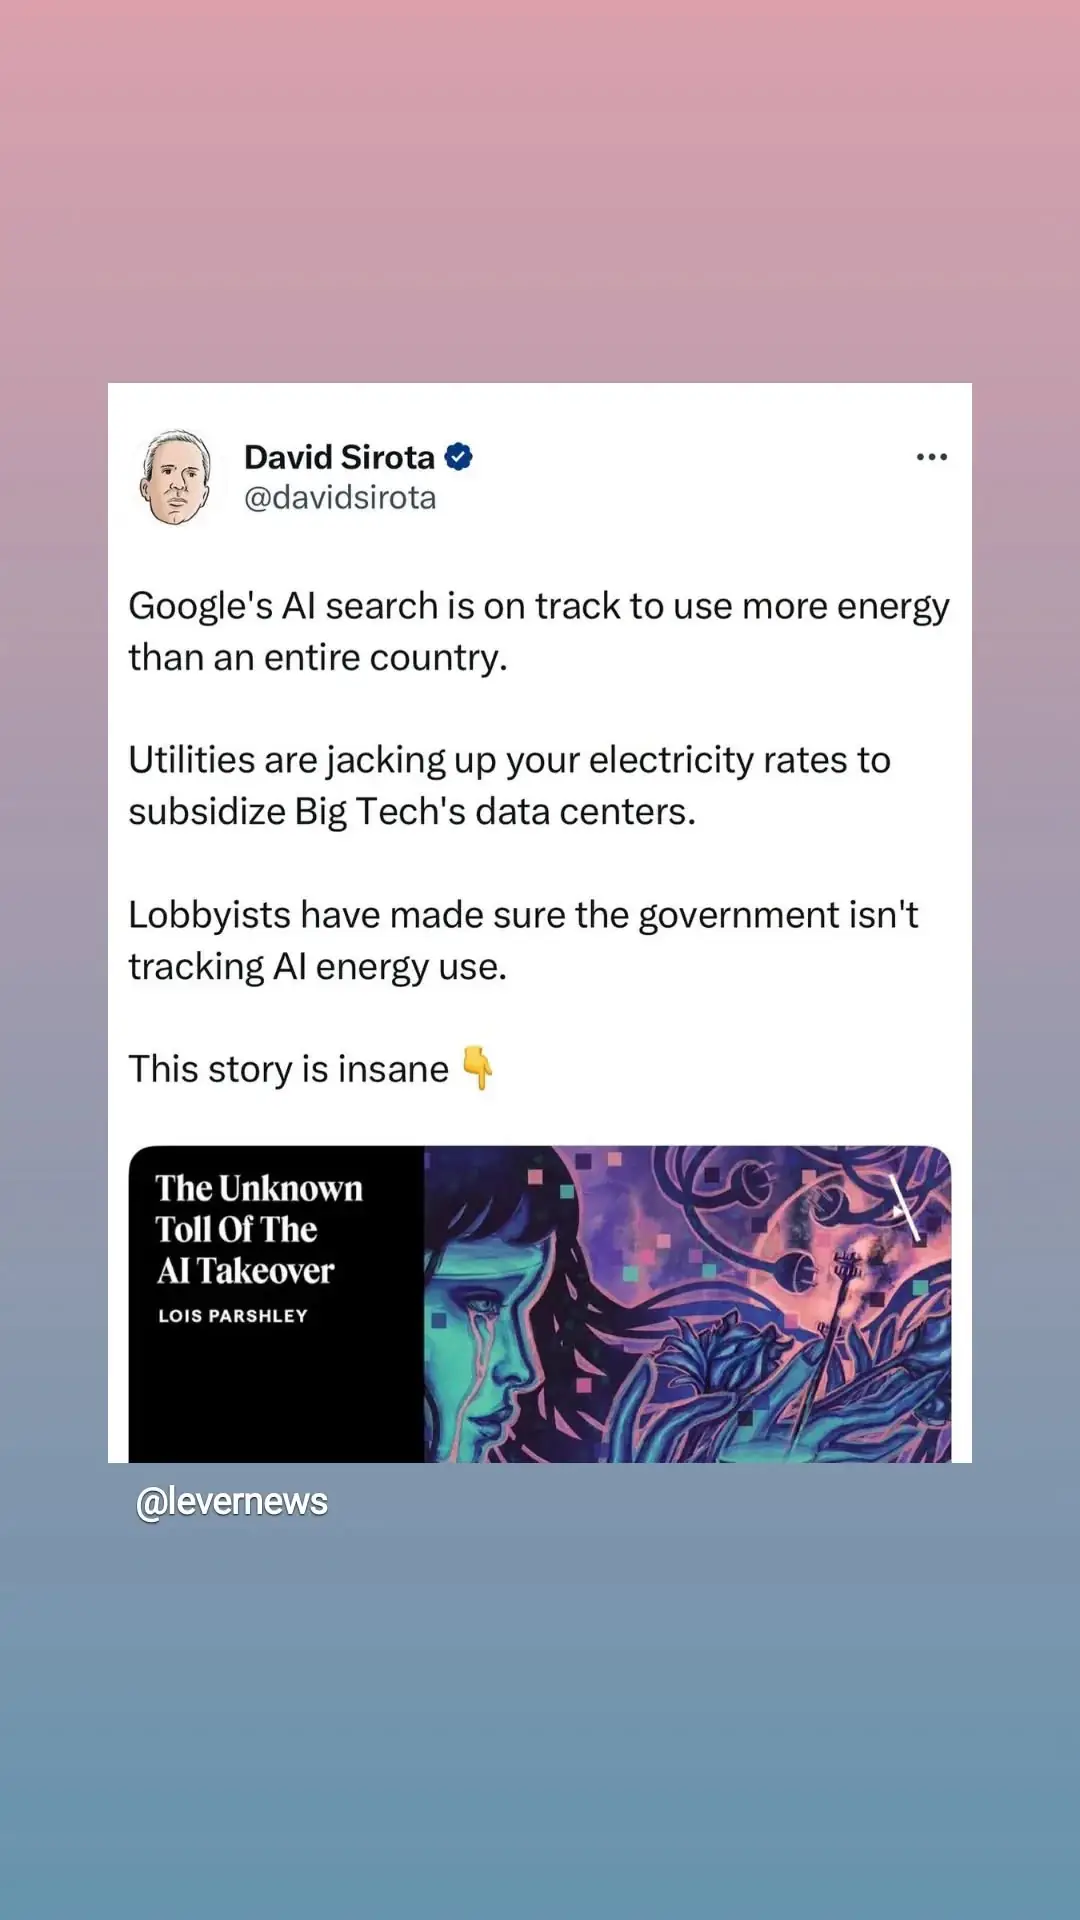 David Sirota
@davidsirota
Google's AI search is on track to use more energy
than an entire country.
Utilities are jacking up your electricity rates to
subsidize Big Tech's data centers.
Lobbyists have made sure the government isn't
tracking AI energy use.
This story is insane 👇
The Unknown
Toll Of The
AI Takeover
LOIS PARSHLEY
@levernews